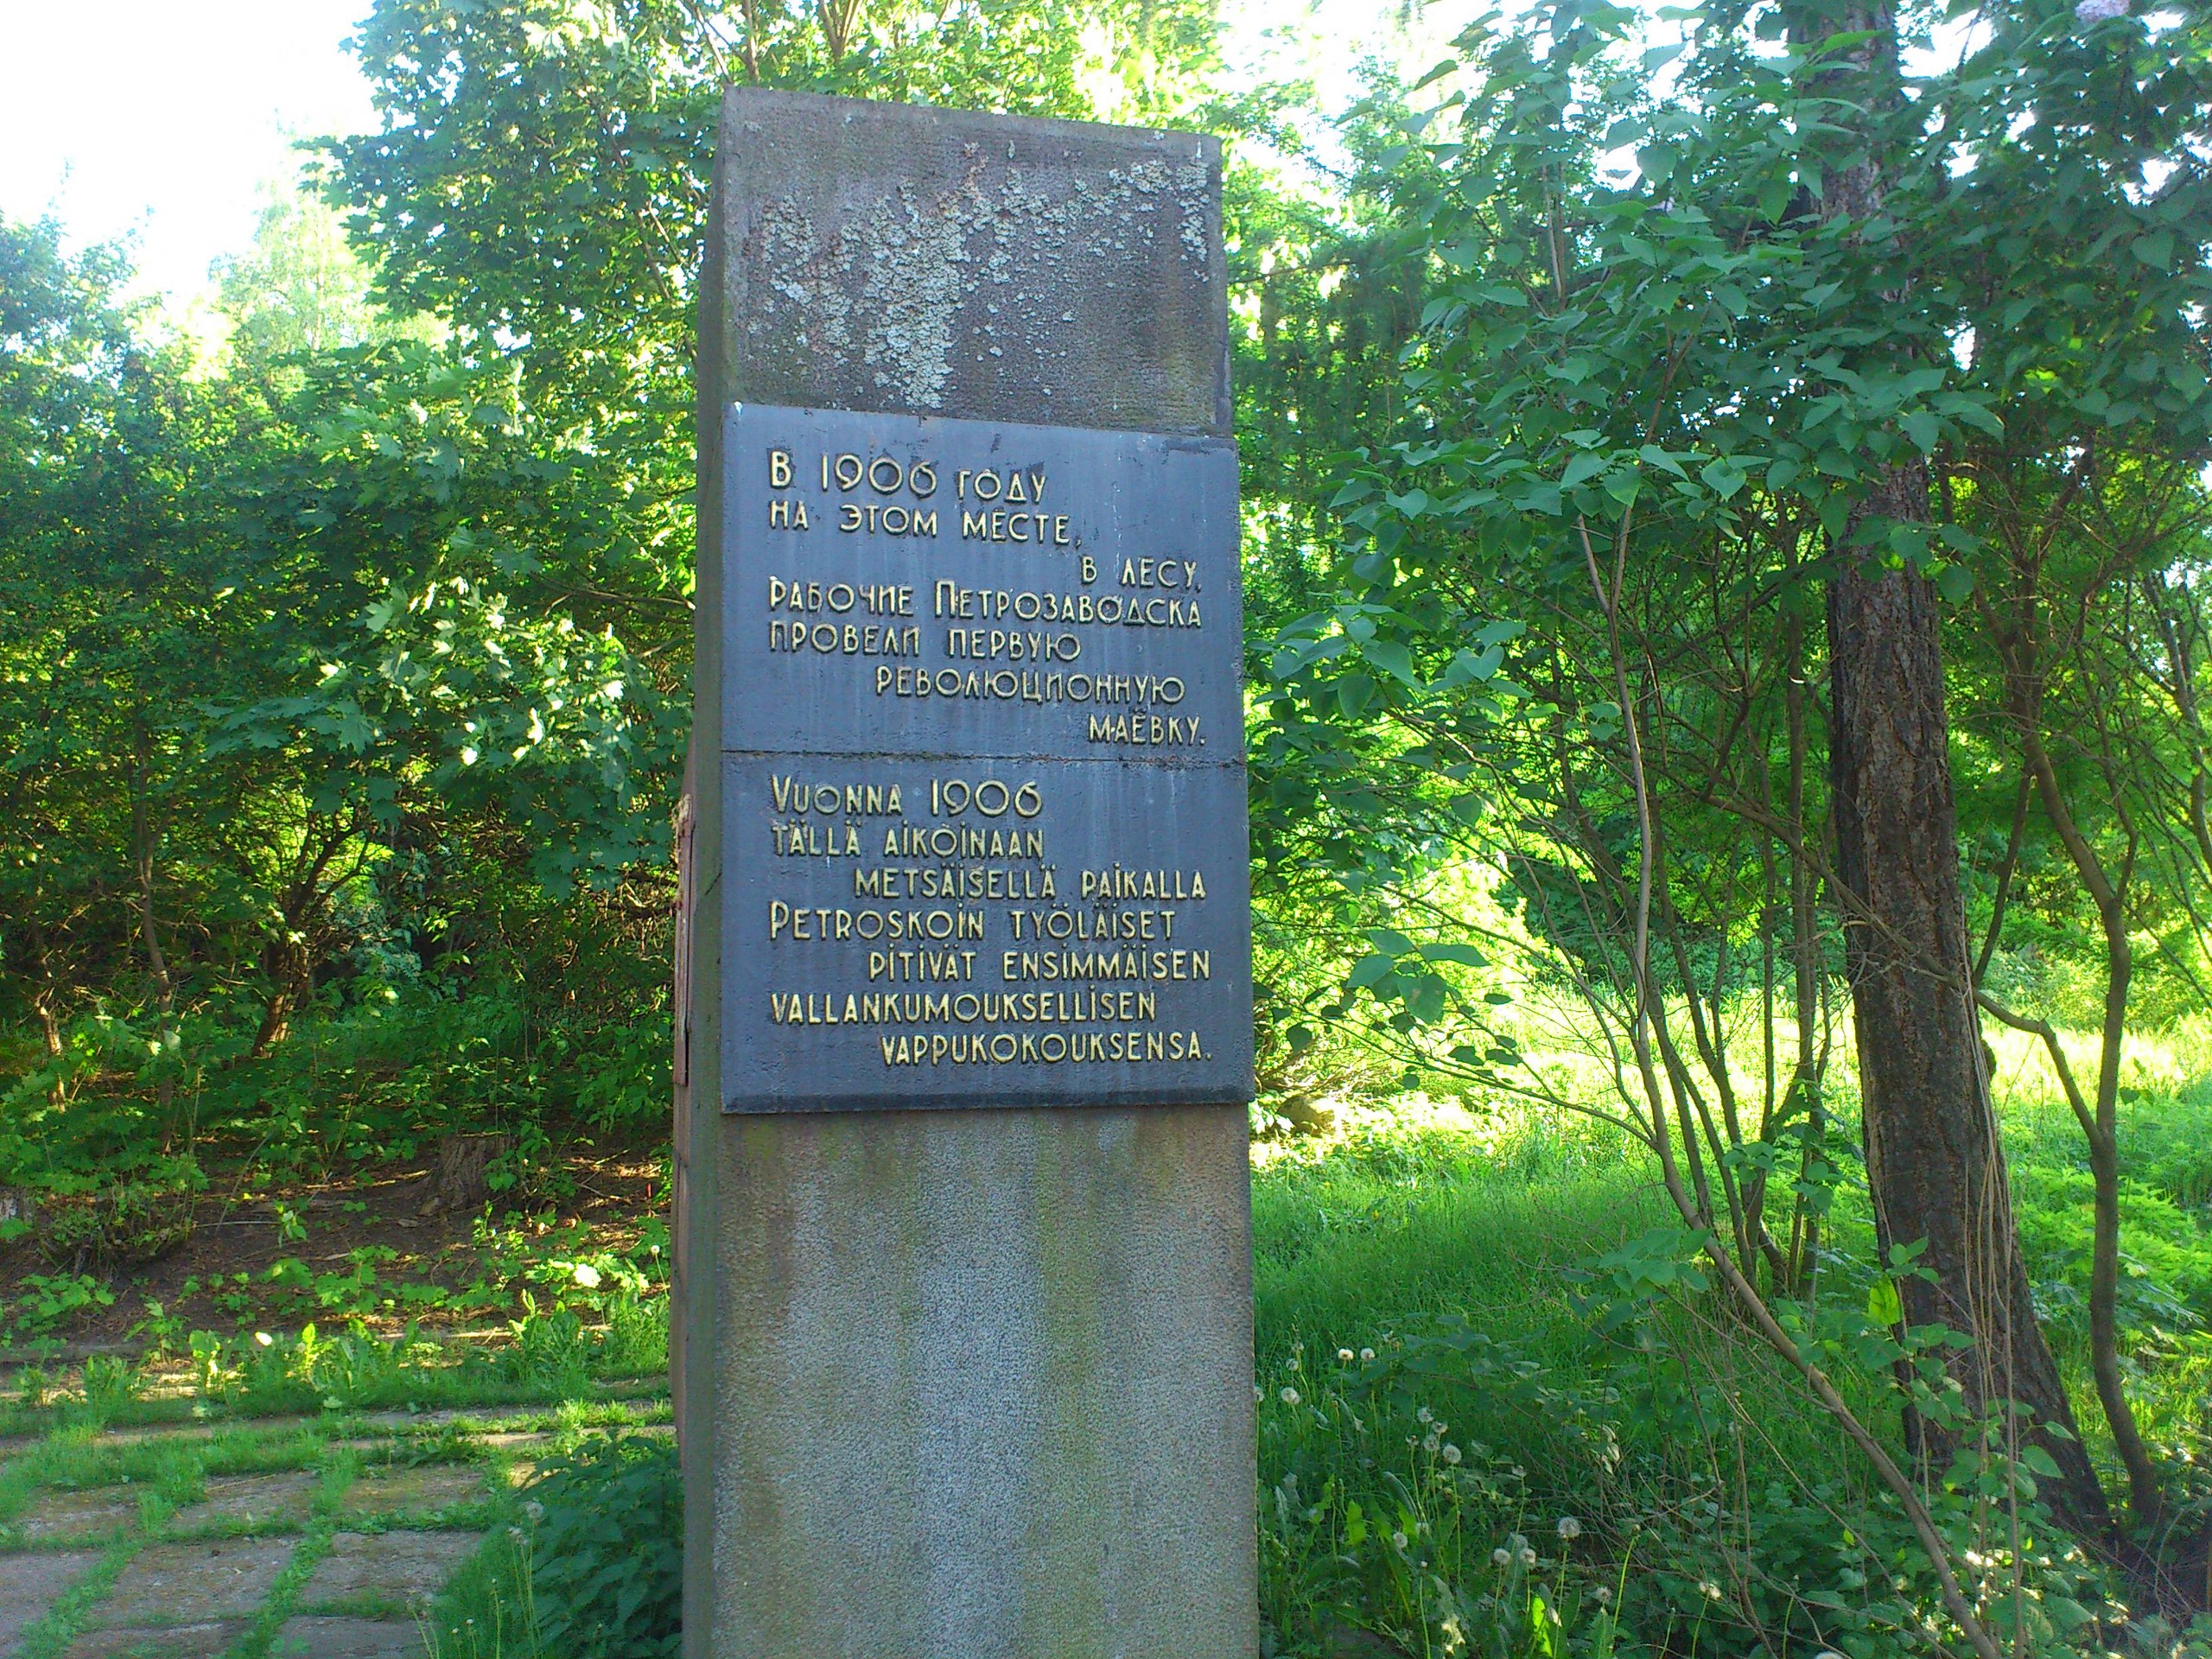 В 1906 году
на этом месте,
в лесу,
рабочие Петрозаводска
провели первую
революционную
маёвку.
Vuonna 1906
tällä aikoinaan
metsäisellä paikalla
Petroskoin työläiset
pitivät ensimmäisen
vallankumouksellisen
vappukokouksensa.